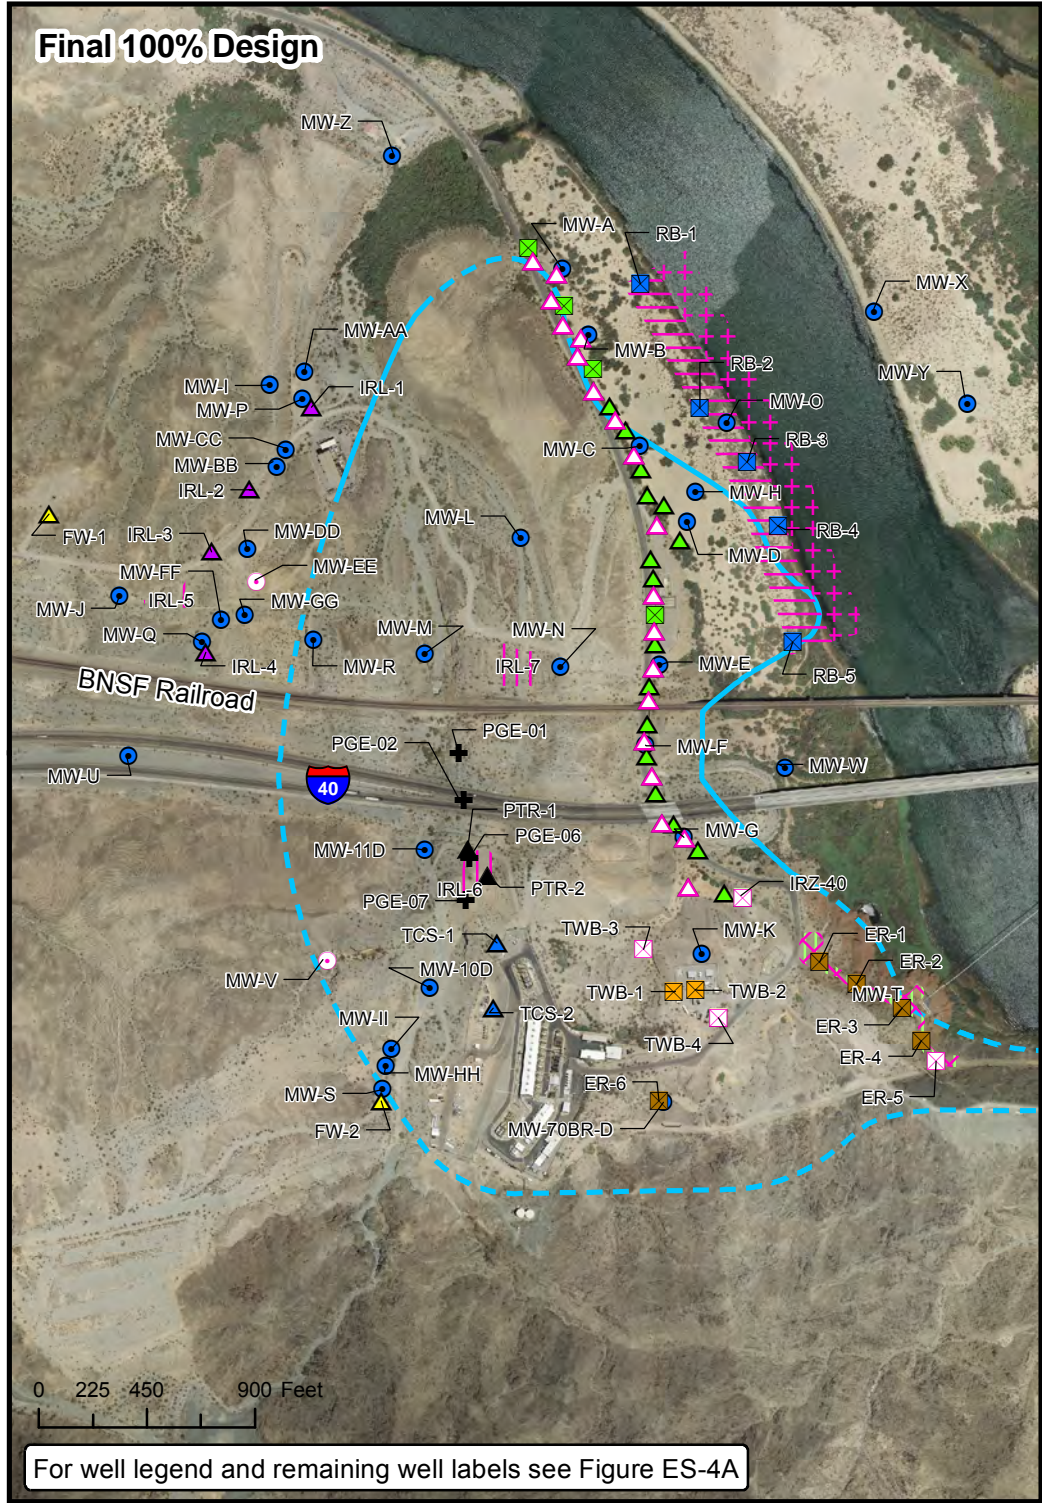 Final 100% Design
MW-Z
MW-A
RB-1
MW-X
MW-AA
MW-B
RB-2
MW-Y
MW-I
IRL-1
MW-P
MW-O
MW-CC
MW-C
RB-3
MW-BB
IRL-2
MW-H
MW-L
FW-1
IRL-3
MW-DD
MW-D
RB-4
MW-FF
MW-EE
MW-J
IRL-5
MW-GG
MW-Q
MW-M
MW-N
IRL-4
MW-R
IRL-7
MW-E
RB-5
BNSF Railroad
PGE-01
PGE-02
MW-F
MW-U
MW-W
40
PTR-1
PGE-06
MW-G
MW-11D
IRL-6
PTR-2
IRZ-40
PGE-07
TWB-3
MW-K
TCS-1
ER-1
ER-2
MW-V
MW-10D
TWB-1
TWB-2
MW-T
MW-II
TCS-2
ER-3
TWB-4
ER-4
MW-HH
MW-S
ER-6
ER-5
FW-2
MW-70BR-D
0 225 450 900 Feet
For well legend and remaining well labels see Figure ES-4A